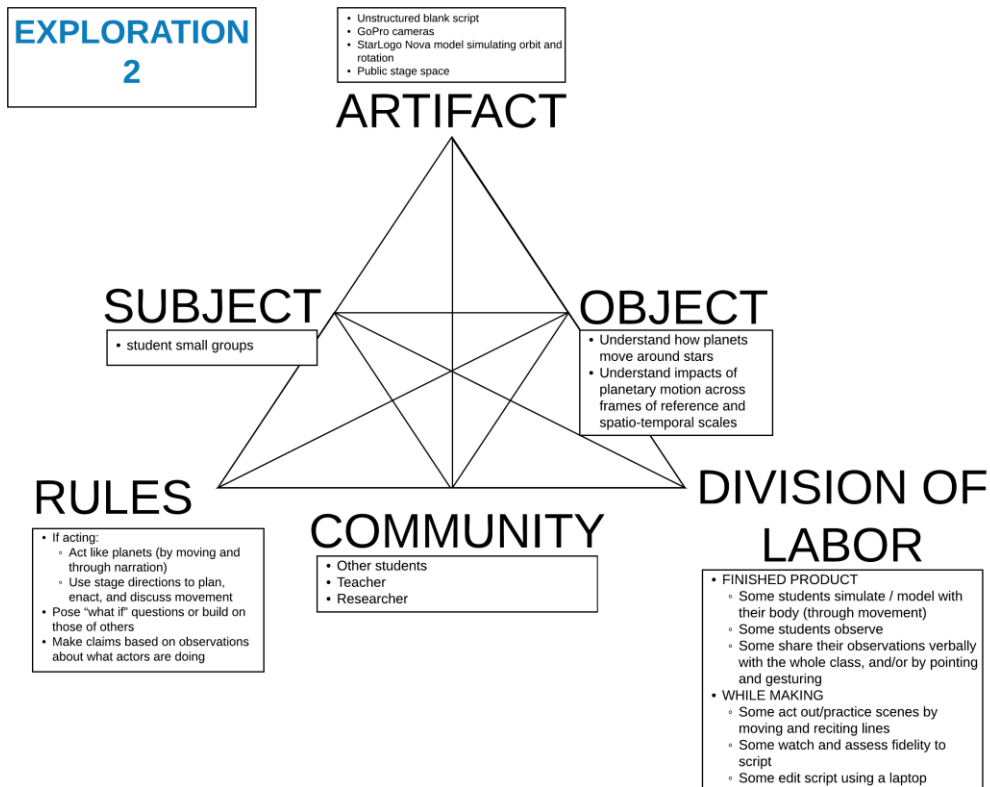 EXPLORATION
2
• Unstructured blank script
• GoPro cameras
• StarLogo Nova model simulating orbit and
rotation
• Public stage space
ARTIFACT
SUBJECT
• student small groups
OBJECT
• Understand how planets
move around stars
• Understand impacts of
planetary motion across
frames of reference and
spatio-temporal scales
RULES
• If acting:
◦ Act like planets (by moving and
through narration)
◦ Use stage directions to plan,
enact, and discuss movement
• Pose “what if” questions or build on
those of others
• Make claims based on observations
about what actors are doing
COMMUNITY
• Other students
• Teacher
• Researcher
DIVISION OF
LABOR
• FINISHED PRODUCT
◦ Some students simulate / model with
their body (through movement)
◦ Some students observe
◦ Some share their observations verbally
with the whole class, and/or by pointing
and gesturing
• WHILE MAKING
◦ Some act out/practice scenes by
moving and reciting lines
◦ Some watch and assess fidelity to
script
◦ Some edit script using a laptop